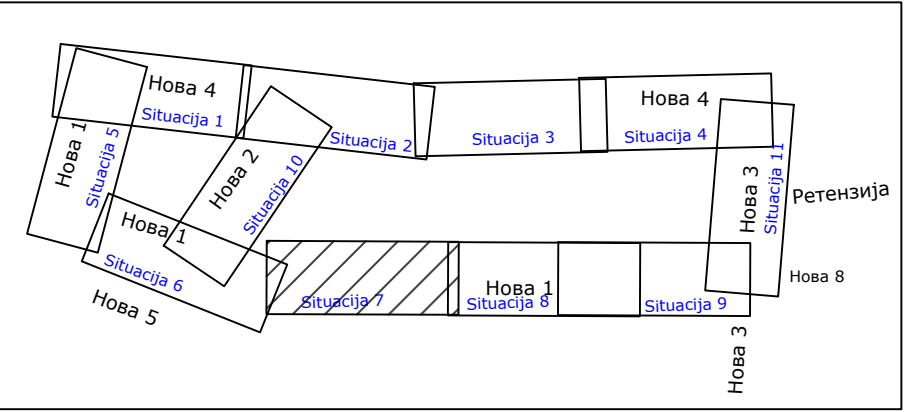 Нова 4
Situacija 1
Situacija 2
Situacija 3
Нова 4
Situacija 4
Нова 1
Situacija 5
Нова 2
Situacija 10
Нова 3
Situacija 11
Ретензија
Нова 1
Situacija 6
Нова 5
Situacija 7
Нова 1
Situacija 8
Situacija 9
Нова 8
Нова 3